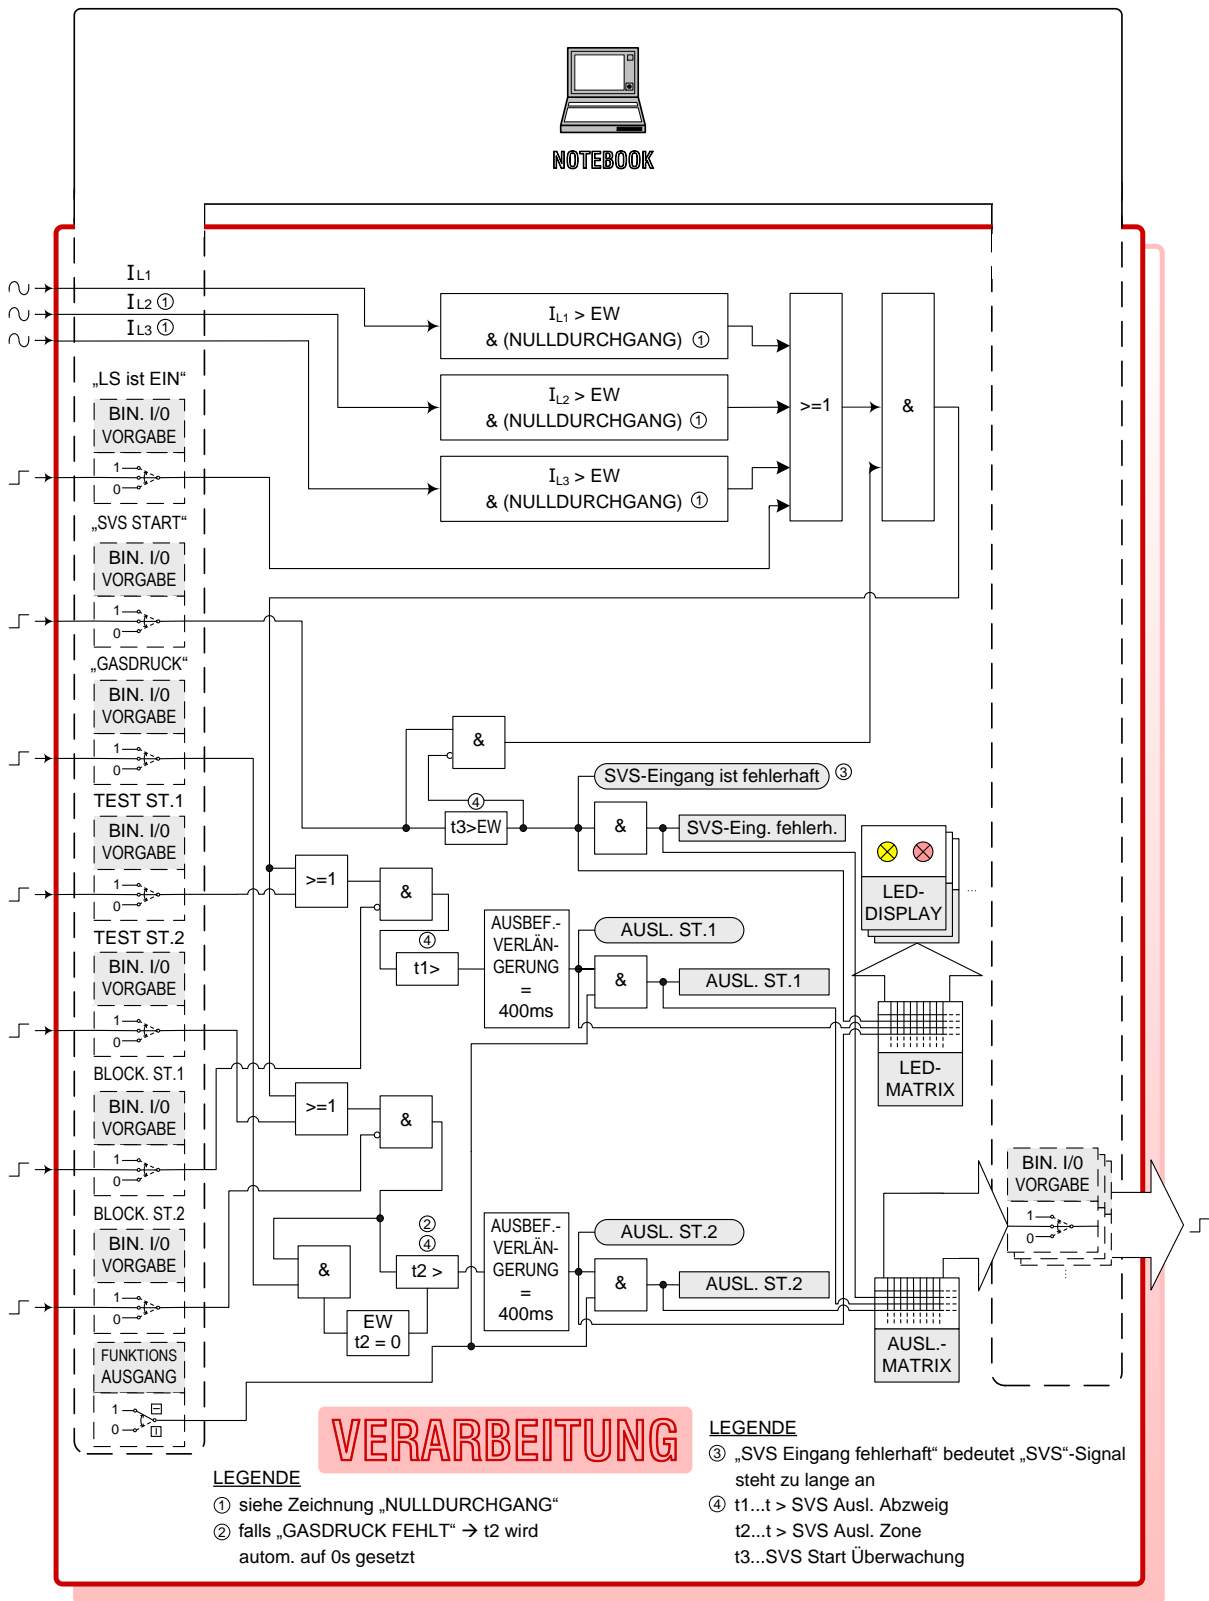 NOTEBOOK
IL1
IL2 ①
IL3 ①
„LS ist EIN“
BIN. I/0
VORGABE
1
0
„SVS START“
BIN. I/0
VORGABE
1
0
„GASDRUCK“
BIN. I/0
VORGABE
1
0
TEST ST.1
BIN. I/0
VORGABE
1
0
TEST ST.2
BIN. I/0
VORGABE
1
0
BLOCK. ST.1
BIN. I/0
VORGABE
1
0
BLOCK. ST.2
BIN. I/0
VORGABE
1
0
FUNKTIONS
AUSGANG
1
0
IL1 > EW
& (NULLDURCHGANG) ①
IL2 > EW
& (NULLDURCHGANG) ①
IL3 > EW
& (NULLDURCHGANG) ①
>=1
&
&
④
t3>EW
SVS-Eingang ist fehlerhaft ③
&
SVS-Eing. fehlerh.
>=1
&
④
t1>
AUSBEF.-
VERLÄN-
GERUNG
=
400ms
AUSL. ST.1
&
AUSL. ST.1
LED-
DISPLAY
...
LED-
MATRIX
>=1
&
②
④
t2 >
&
EW
t2 = 0
AUSBEF.-
VERLÄN-
GERUNG
=
400ms
AUSL. ST.2
&
AUSL. ST.2
AUSL.-
MATRIX
BIN. I/0
VORGABE
1
0
...
VERARBEITUNG
LEGENDE
① siehe Zeichnung „NULLDURCHGANG“
② falls „GASDRUCK FEHLT“ → t2 wird
autom. auf 0s gesetzt
LEGENDE
③ „SVS Eingang fehlerhaft“ bedeutet „SVS“-Signal
steht zu lange an
④ t1...t > SVS Ausl. Abzweig
t2...t > SVS Ausl. Zone
t3...SVS Start Überwachung